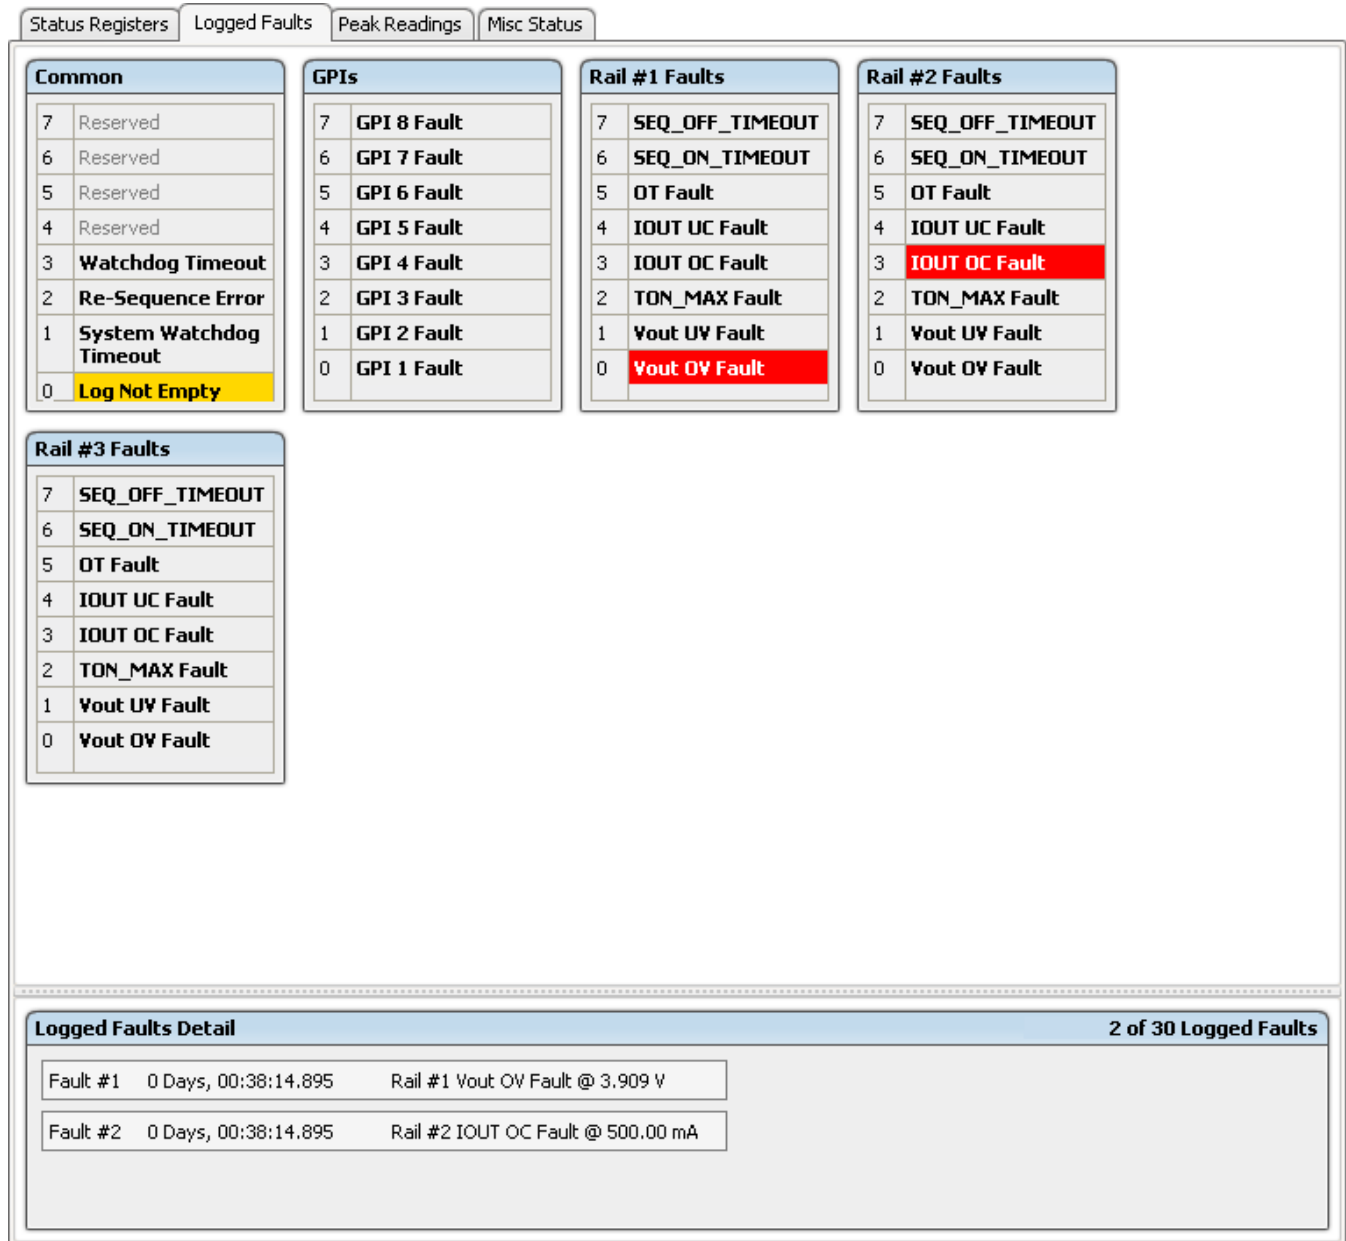 Status Registers Logged Faults Peak Readings Misc Status
Common
7 Reserved
6 Reserved
5 Reserved
4 Reserved
3 Watchdog Timeout
2 Re-Sequence Error
1 System Watchdog
Timeout
0 Log Not Empty
GPIs
7 GPI 8 Fault
6 GPI 7 Fault
5 GPI 6 Fault
4 GPI 5 Fault
3 GPI 4 Fault
2 GPI 3 Fault
1 GPI 2 Fault
0 GPI 1 Fault
Rail #1 Faults
7 SEQ_OFF_TIMEOUT
6 SEQ_ON_TIMEOUT
5 OT Fault
4 IOUT UC Fault
3 IOUT OC Fault
2 TON_MAX Fault
1 Vout UV Fault
0 Vout OV Fault
Rail #2 Faults
7 SEQ_OFF_TIMEOUT
6 SEQ_ON_TIMEOUT
5 OT Fault
4 IOUT UC Fault
3 IOUT OC Fault
2 TON_MAX Fault
1 Vout UV Fault
0 Vout OV Fault
Rail #3 Faults
7 SEQ_OFF_TIMEOUT
6 SEQ_ON_TIMEOUT
5 OT Fault
4 IOUT UC Fault
3 IOUT OC Fault
2 TON_MAX Fault
1 Vout UV Fault
0 Vout OV Fault
Logged Faults Detail 2 of 30 Logged Faults
Fault #1 0 Days, 00:38:14.895 Rail #1 Vout OV Fault @ 3.909 V
Fault #2 0 Days, 00:38:14.895 Rail #2 IOUT OC Fault @ 500.00 mA